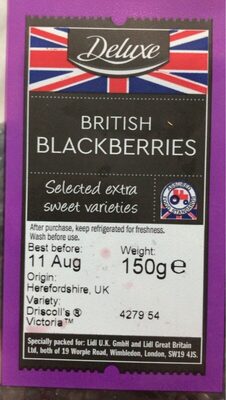 Deluxe
BRITISH
BLACKBERRIES
Selected extra
sweet varieties
After purchase, keep refrigerated for freshness.
Wash before use.
Best before: Weight:
11 Aug 150g e
Origin:
Herefordshire, UK
Variety:
Driscoll's ® 4279 54
Victoria™
Specially packed for: Lidl U.K. GmbH and Lidl Great Britain
Ltd, both of 19 Worple Road, Wimbledon, London, SW19 4JS.